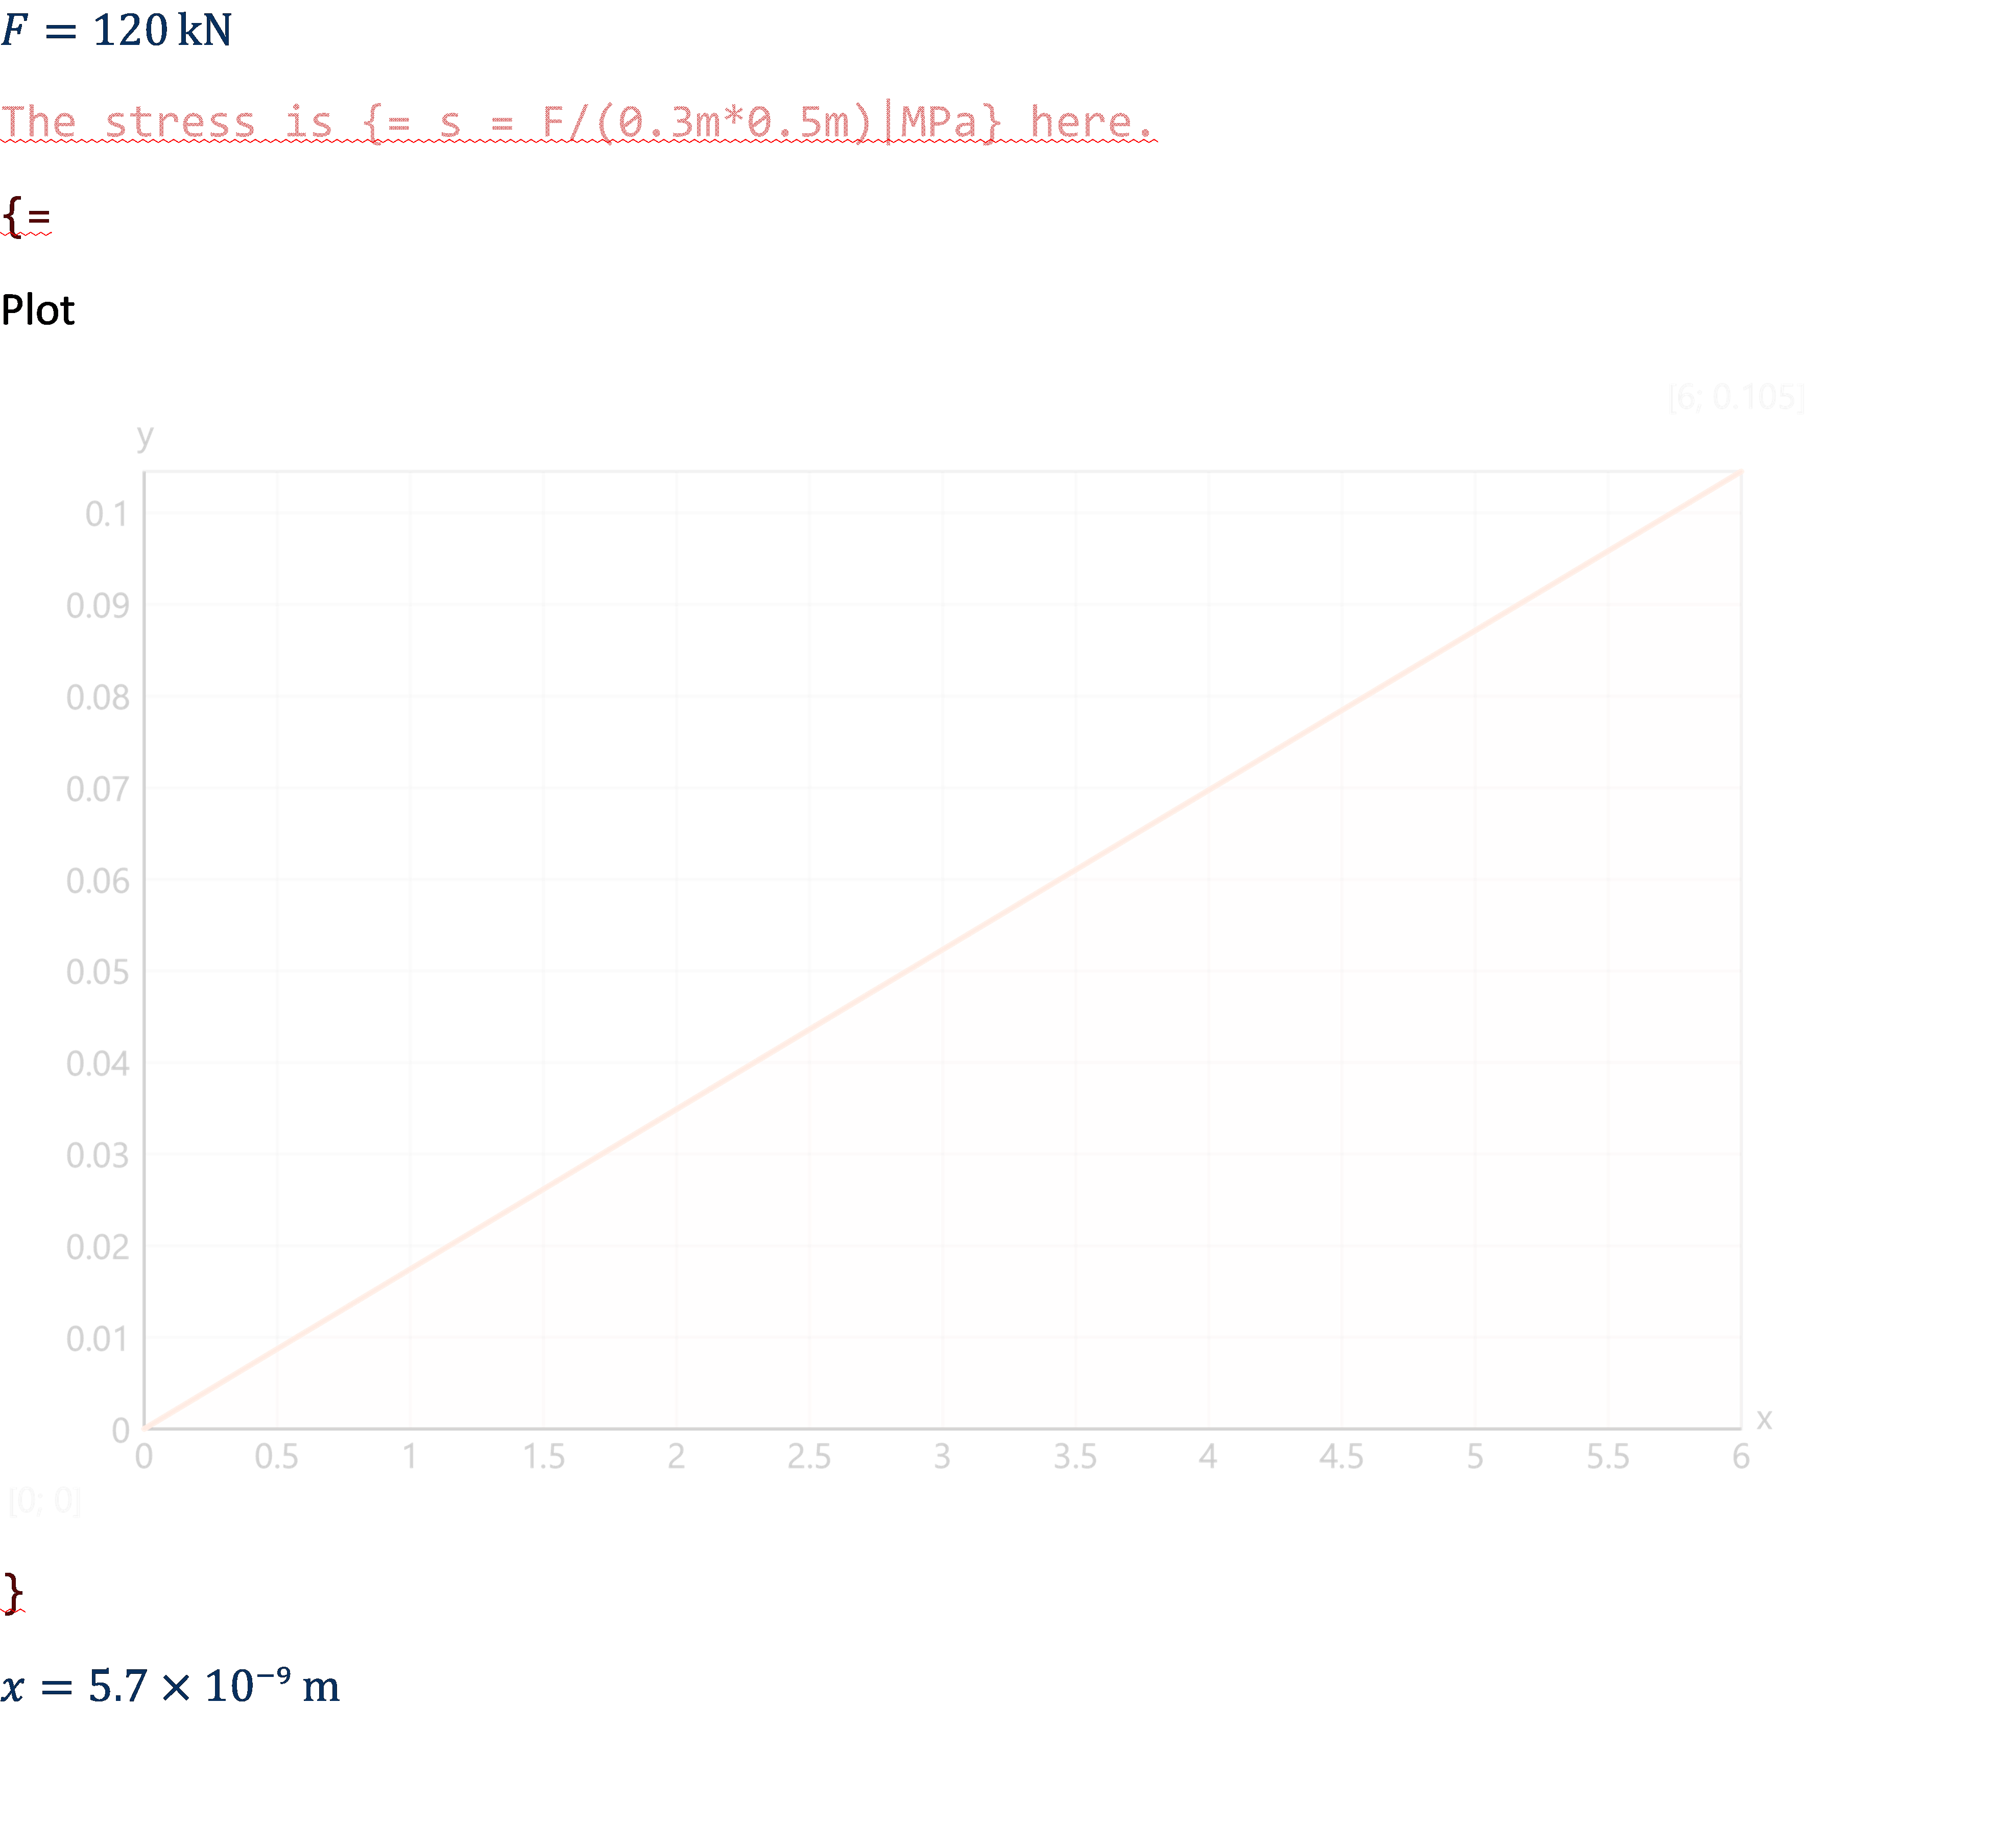 F = 120 kN
The stress is {= s = F/(0.3m*0.5m)|MPa} here.
{=
Plot
[6; 0.105]
y
0.1
0.09
0.08
0.07
0.06
0.05
0.04
0.03
0.02
0.01
0
x
0 0.5 1 1.5 2 2.5 3 3.5 4 4.5 5 5.5 6
[0; 0]
}
x = 5.7 × 10⁻⁹ m